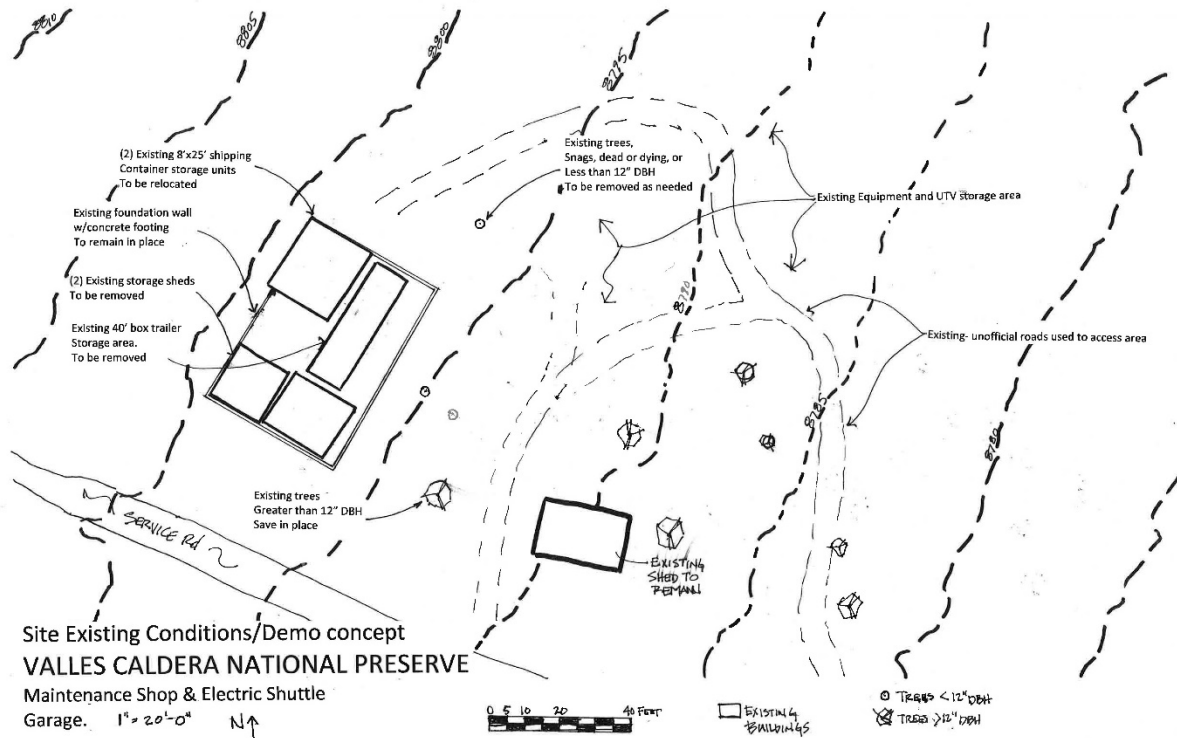 8810
8805
8800
8795
(2) Existing 8'x25' shipping
Container storage units
To be relocated
Existing foundation wall
w/concrete footing
To remain in place
(2) Existing storage sheds
To be removed
Existing 40' box trailer
Storage area.
To be removed
Existing trees,
Snags, dead or dying, or
Less than 12" DBH
To be removed as needed
Existing Equipment and UTV storage area
8790
Existing- unofficial roads used to access area
8785
8780
Existing trees
Greater than 12" DBH
Save in place
SERVICE Rd
EXISTING
SHED TO
REMAIN
Site Existing Conditions/Demo concept
VALLES CALDERA NATIONAL PRESERVE
Maintenance Shop & Electric Shuttle
Garage. 1" = 20'-0" N
0 5 10 20 40 FEET
EXISTING
BUILDINGS
TREES < 12" DBH
TREES > 12" DBH